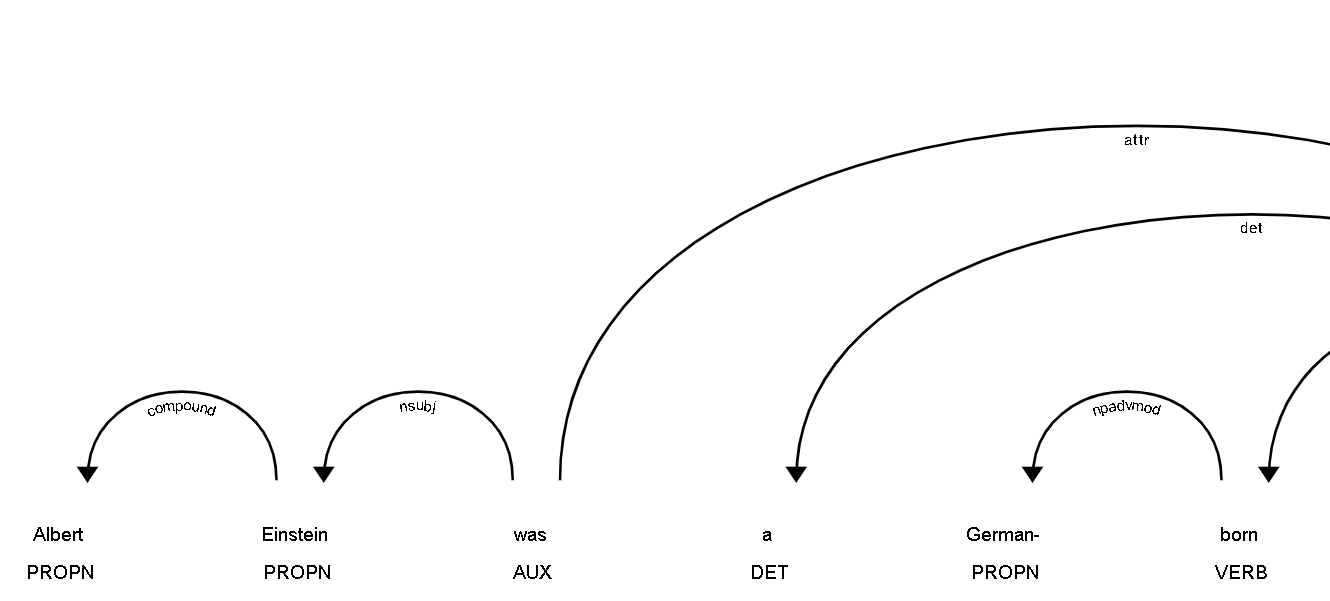 attr
det
compound nsubj npadvmod
Albert Einstein was a German- born
PROPN PROPN AUX DET PROPN VERB